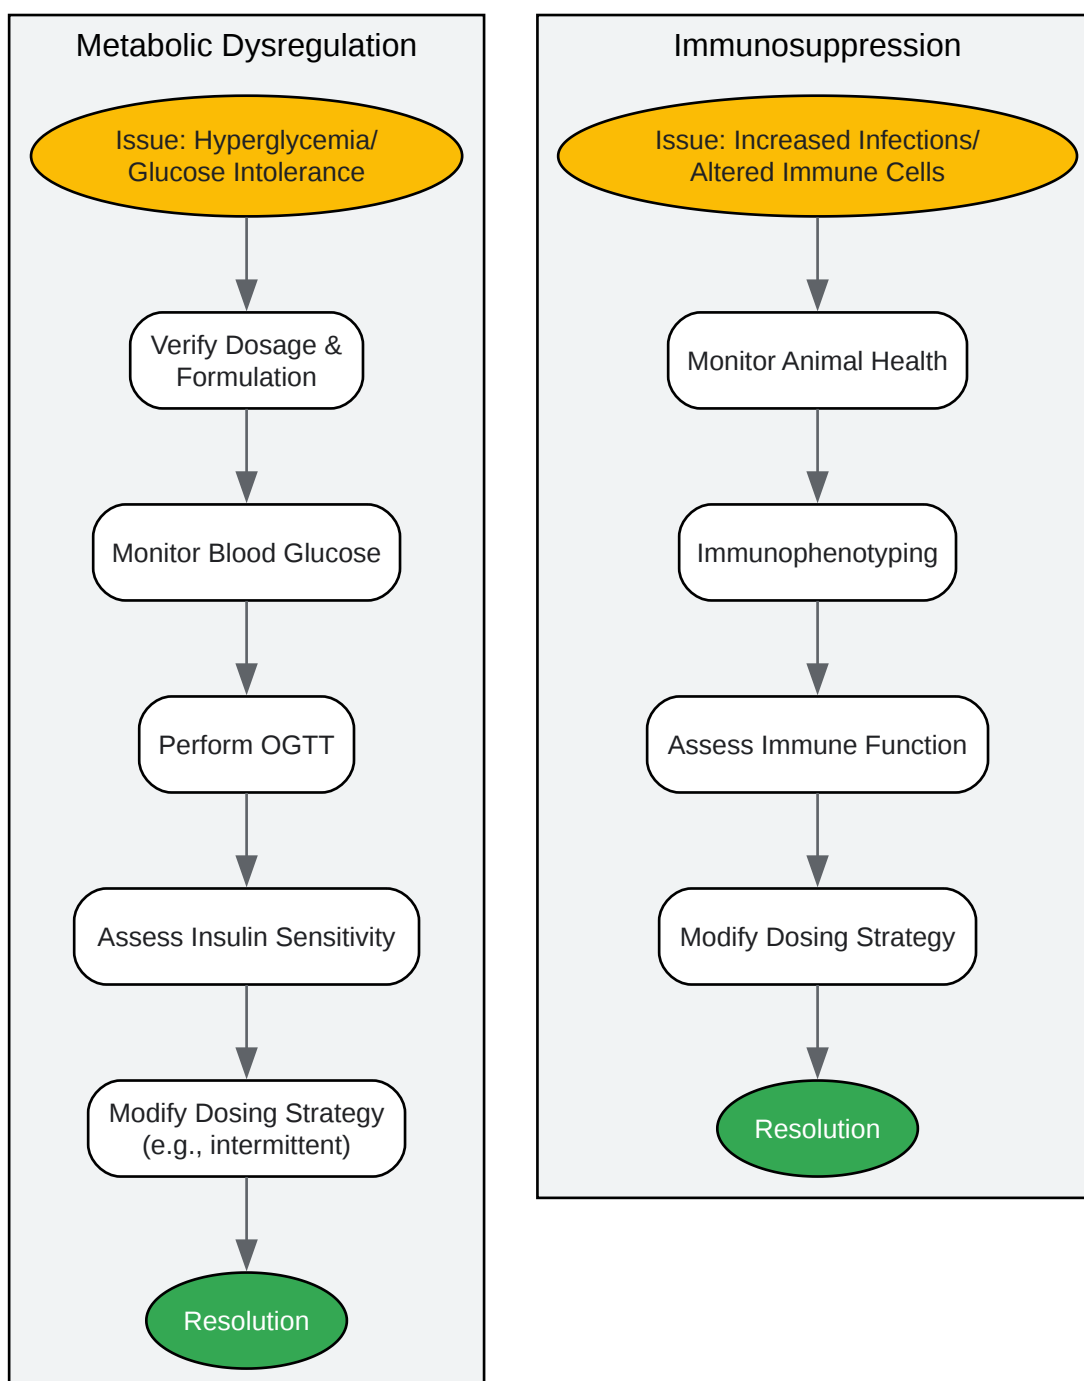 Metabolic Dysregulation
Issue: Hyperglycemia/
Glucose Intolerance
Verify Dosage &
Formulation
Monitor Blood Glucose
Perform OGTT
Assess Insulin Sensitivity
Modify Dosing Strategy
(e.g., intermittent)
Resolution
Immunosuppression
Issue: Increased Infections/
Altered Immune Cells
Monitor Animal Health
Immunophenotyping
Assess Immune Function
Modify Dosing Strategy
Resolution